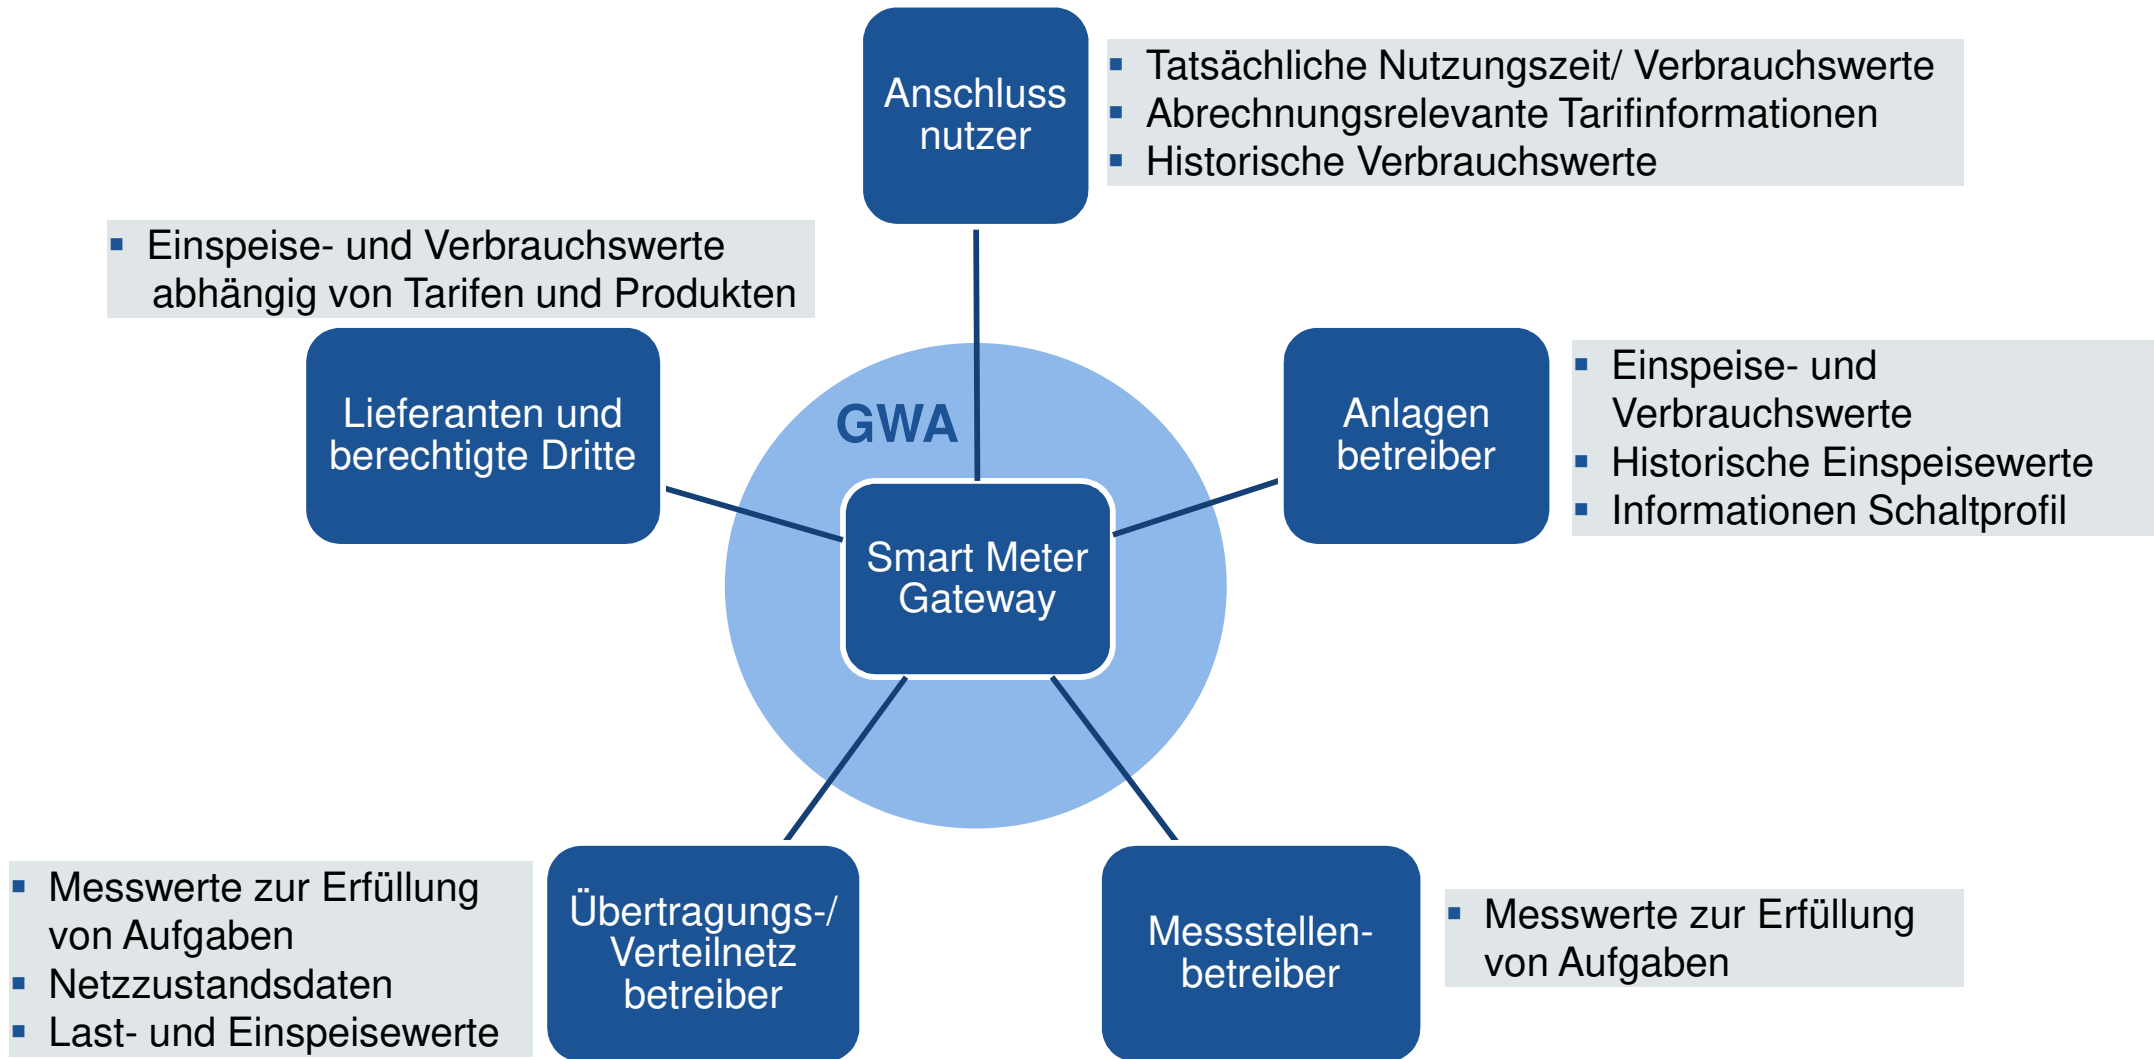 Anschluss
nutzer
▪ Tatsächliche Nutzungszeit/ Verbrauchswerte
▪ Abrechnungsrelevante Tarifinformationen
▪ Historische Verbrauchswerte
▪ Einspeise- und Verbrauchswerte
abhängig von Tarifen und Produkten
Lieferanten und
berechtigte Dritte
GWA
Anlagen
betreiber
▪ Einspeise- und
Verbrauchswerte
▪ Historische Einspeisewerte
▪ Informationen Schaltprofil
Smart Meter
Gateway
▪ Messwerte zur Erfüllung
von Aufgaben
▪ Netzzustandsdaten
▪ Last- und Einspeisewerte
Übertragungs-/
Verteilnetz
betreiber
Messstellen-
betreiber
▪ Messwerte zur Erfüllung
von Aufgaben